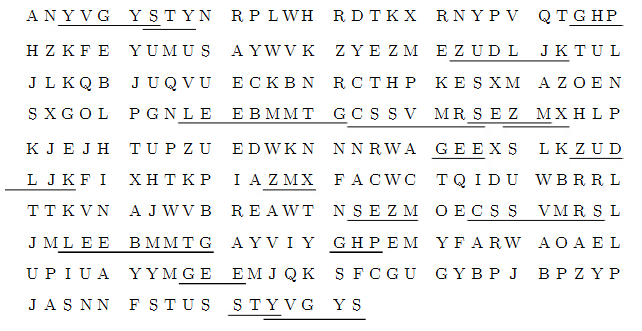 ANYVG YSTYN RPLWH RDTKX RNYPV QTGHP
HZKFE YUMUS AYWVK ZYEZM EZUDL JKTUL
JLKQB JUQVU ECKBN RCTHP KESXM AZOEN
SXGOL PGNLE EBMMT GCSSV MRSEZ MXHLP
KJEJH TUPZU EDWKN NNRWA GEEXS LKZUD
LJKFI XHTKP IAZMX FACWC TQIDU WBRRL
TTKVN AJWVB REAWT NSEZM OECSS VMRSL
JMLEE BMMTG AYVIY GHPEM YFARW AOAEL
UPIUA YYMGE EMJQK SFCGU GYBPJ BPZYP
JASNN FSTUS STYVG YS